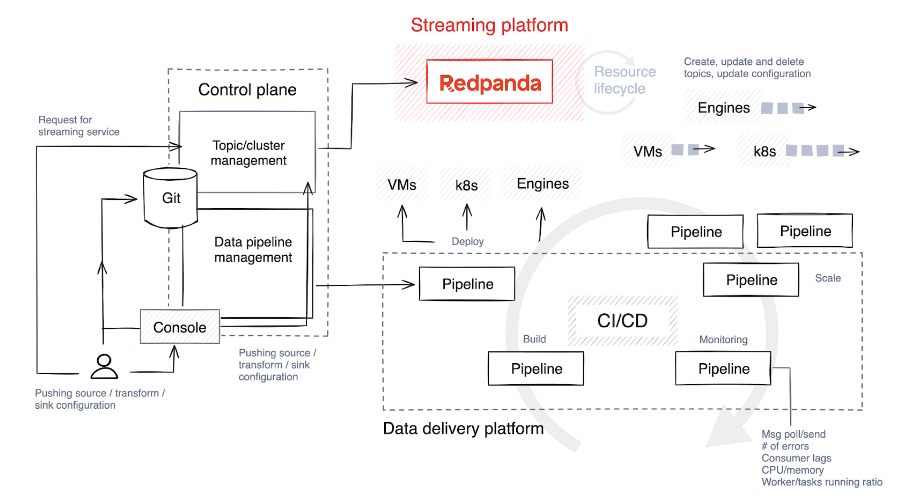 Streaming platform
Redpanda
Resource
lifecycle
Create, update and delete
topics, update configuration
Engines
VMs
k8s
Control plane
Request for
streaming service
Topic/cluster
management
Git
Data pipeline
management
Console
Pushing source / transform /
sink configuration
Pushing source /
transform / sink
configuration
VMs
k8s
Engines
Deploy
Pipeline
Pipeline
Pipeline
Pipeline
Scale
CI/CD
Build
Pipeline
Monitoring
Pipeline
Data delivery platform
Msg poll/send
# of errors
Consumer lags
CPU/memory
Worker/tasks running ratio